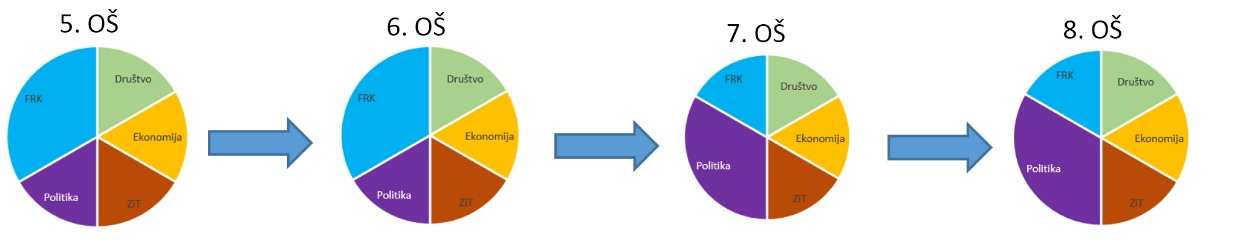 5. OŠ
FRK
Društvo
Ekonomija
ZiT
Politika
6. OŠ
FRK
Društvo
Ekonomija
ZiT
Politika
7. OŠ
FRK
Društvo
Ekonomija
ZiT
Politika
8. OŠ
FRK
Društvo
Ekonomija
ZiT
Politika